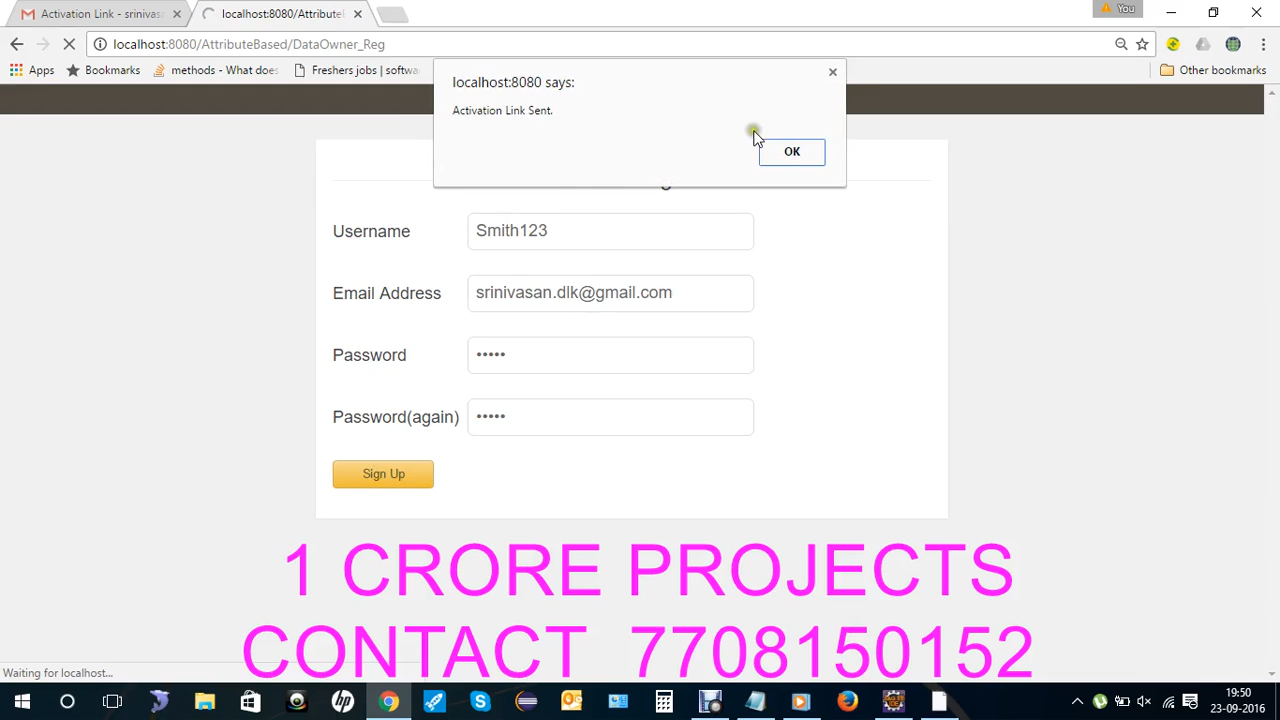 Activation Link - srinivas
localhost:8080/AttributeB
You
localhost:8080/AttributeBased/DataOwner_Reg
Apps
Bookmarks
methods - What does
Freshers jobs | softwa
Other bookmarks
localhost:8080 says:
Activation Link Sent.
OK
Username
Smith123
Email Address
srinivasan.dlk@gmail.com
Password
•••••
Password(again)
•••••
Sign Up
1 CRORE PROJECTS
CONTACT 7708150152
Waiting for localhost...
19:50
23-09-2016